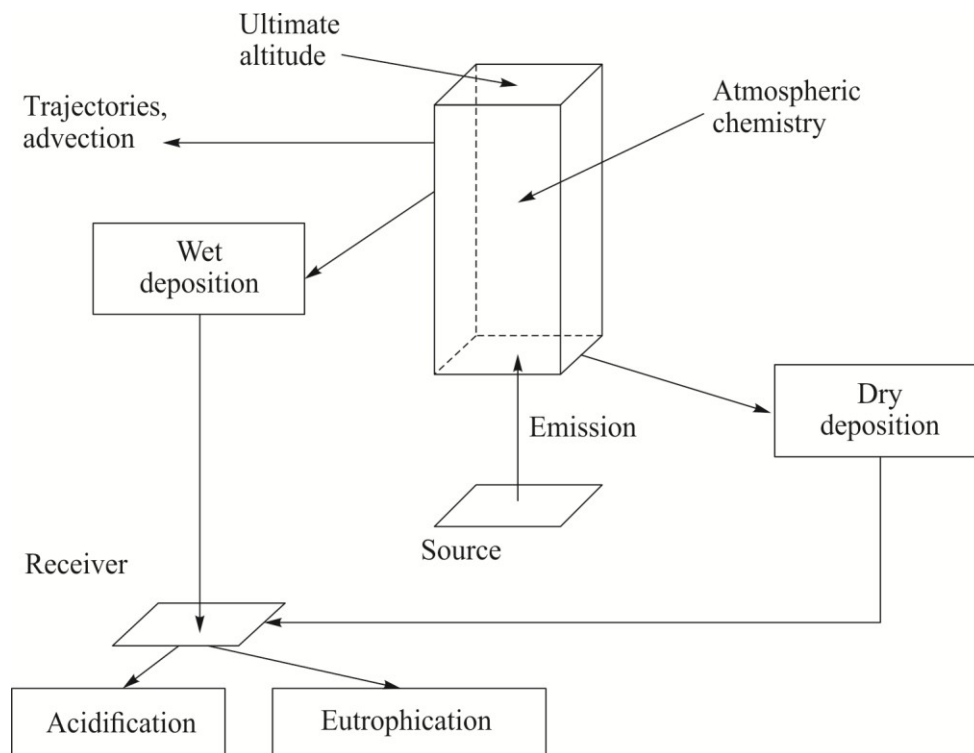 Ultimate
altitude
Trajectories,
advection
Atmospheric
chemistry
Wet
deposition
Dry
deposition
Emission
Source
Receiver
Acidification
Eutrophication